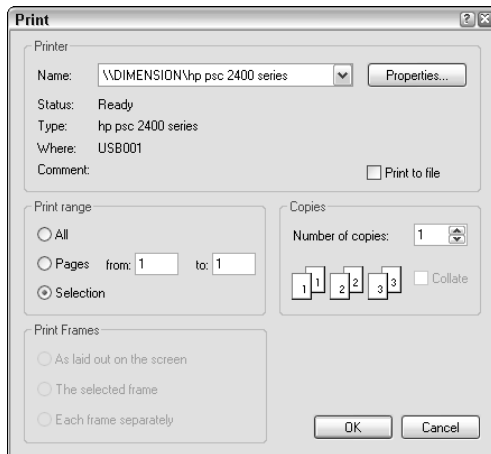 Print
Printer
Name: \\DIMENSION\hp psc 2400 series Properties...
Status: Ready
Type: hp psc 2400 series
Where: USB001
Comment: Print to file
Print range
All
Pages from: 1 to: 1
Selection
Copies
Number of copies: 1
1 1 2 2 3 3 Collate
Print Frames
As laid out on the screen
The selected frame
Each frame separately
OK Cancel